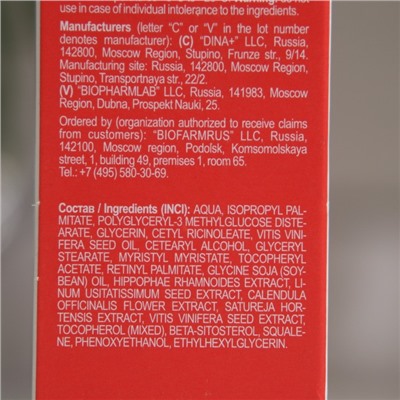 use in case of individual intolerance to the ingredients.
Manufacturers (letter “C” or “V” in the lot number
denotes manufacturer): (C) “DINA+” LLC, Russia,
142800, Moscow Region, Stupino, Frunze str., 9/14.
Manufacturing site: Russia, 142800, Moscow Region,
Stupino, Transportnaya str., 22/2.
(V) “BIOPHARMLAB” LLC, Russia, 141983, Moscow
Region, Dubna, Prospekt Nauki, 25.
Ordered by (organization authorized to receive claims
from customers): “BIOFARMRUS” LLC, Russia,
142100, Moscow region, Podolsk, Komsomolskaya
street, 1, building 49, premises 1, room 65.
Tel.: +7 (495) 580-30-69.
Состав / Ingredients (INCI): AQUA, ISOPROPYL PAL-
MITATE, POLYGLYCERYL-3 METHYLGLUCOSE DISTE-
ARATE, GLYCERIN, CETYL RICINOLEATE, VITIS VINI-
FERA SEED OIL, CETEARYL ALCOHOL, GLYCERYL
STEARATE, MYRISTYL MYRISTATE, TOCOPHERYL
ACETATE, RETINYL PALMITATE, GLYCINE SOJA (SOY-
BEAN) OIL, HIPPOPHAE RHAMNOIDES EXTRACT, LI-
NUM USITATISSIMUM SEED EXTRACT, CALENDULA
OFFICINALIS FLOWER EXTRACT, SATUREJA HOR-
TENSIS EXTRACT, VITIS VINIFERA SEED EXTRACT,
TOCOPHEROL (MIXED), BETA-SITOSTEROL, SQUALE-
NE, PHENOXYETHANOL, ETHYLHEXYLGLYCERIN.